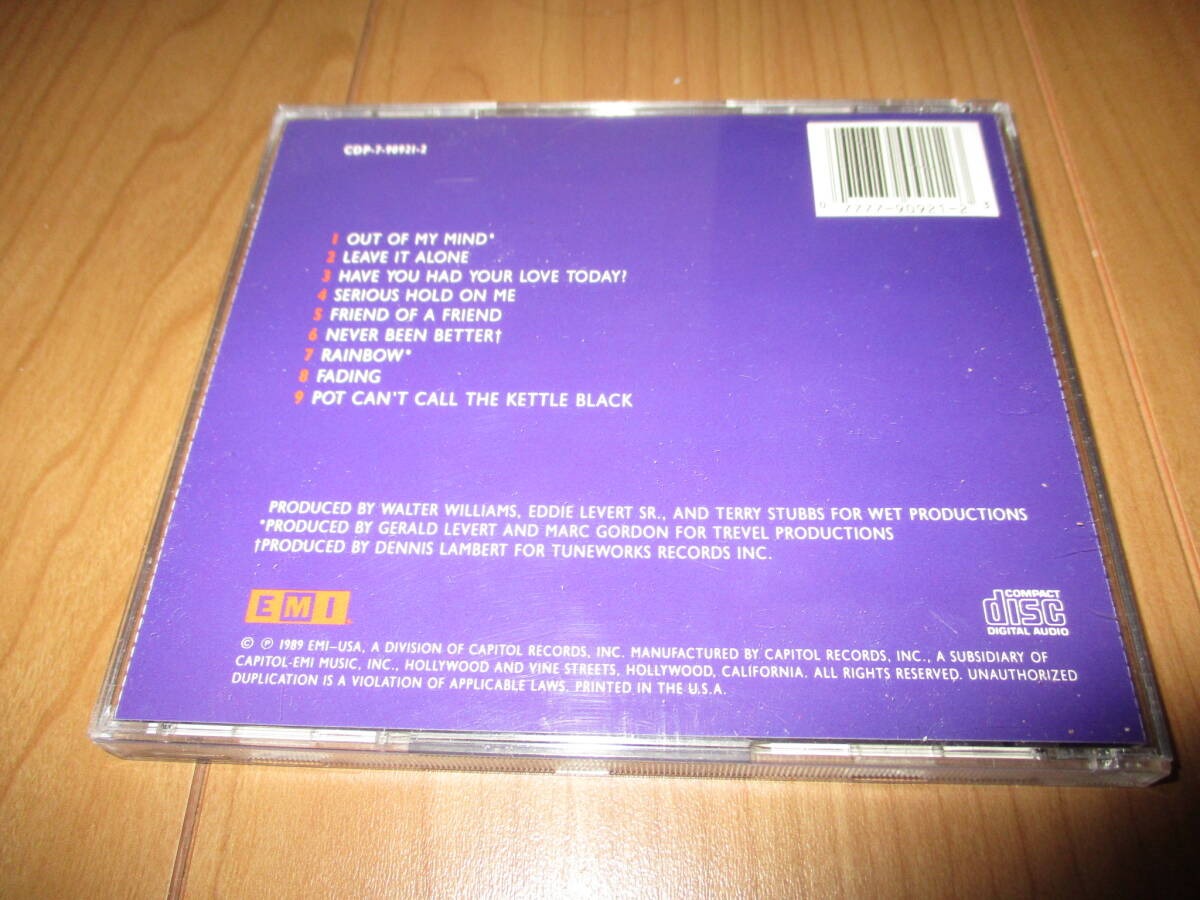 CDP-7-90921-2
0 7777-90921-2 3
1 OUT OF MY MIND*
2 LEAVE IT ALONE
3 HAVE YOU HAD YOUR LOVE TODAY?
4 SERIOUS HOLD ON ME
5 FRIEND OF A FRIEND
6 NEVER BEEN BETTER†
7 RAINBOW*
8 FADING
9 POT CAN'T CALL THE KETTLE BLACK
PRODUCED BY WALTER WILLIAMS, EDDIE LEVERT SR., AND TERRY STUBBS FOR WET PRODUCTIONS
*PRODUCED BY GERALD LEVERT AND MARC GORDON FOR TREVEL PRODUCTIONS
†PRODUCED BY DENNIS LAMBERT FOR TUNEWORKS RECORDS INC.
EMI
COMPACT
disc
DIGITAL AUDIO
© ℗ 1989 EMI–USA, A DIVISION OF CAPITOL RECORDS, INC. MANUFACTURED BY CAPITOL RECORDS, INC., A SUBSIDIARY OF
CAPITOL-EMI MUSIC, INC., HOLLYWOOD AND VINE STREETS, HOLLYWOOD, CALIFORNIA. ALL RIGHTS RESERVED. UNAUTHORIZED
DUPLICATION IS A VIOLATION OF APPLICABLE LAWS. PRINTED IN THE U.S.A.